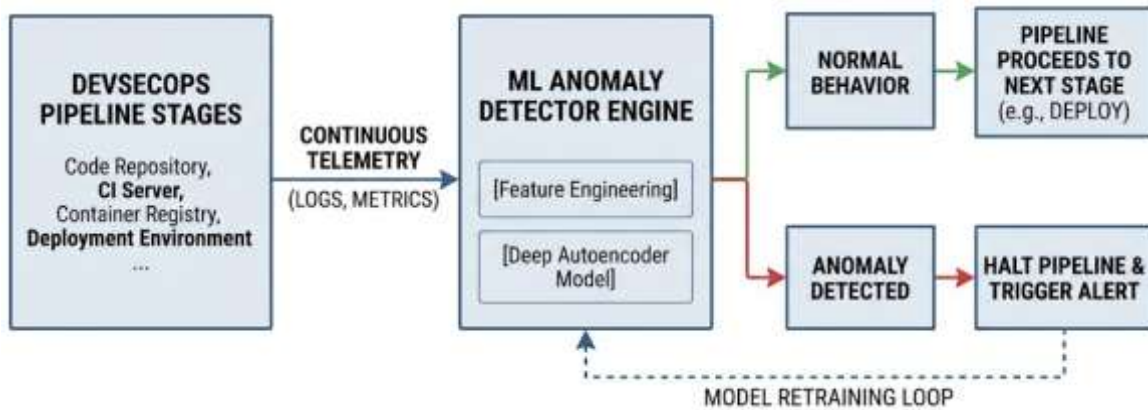 DEVSECOPS
PIPELINE STAGES
Code Repository,
CI Server,
Container Registry,
Deployment Environment
...
CONTINUOUS
TELEMETRY
(LOGS, METRICS)
ML ANOMALY
DETECTOR ENGINE
[Feature Engineering]
[Deep Autoencoder
Model]
NORMAL
BEHAVIOR
PIPELINE
PROCEEDS TO
NEXT STAGE
(e.g., DEPLOY)
ANOMALY
DETECTED
HALT PIPELINE &
TRIGGER ALERT
MODEL RETRAINING LOOP